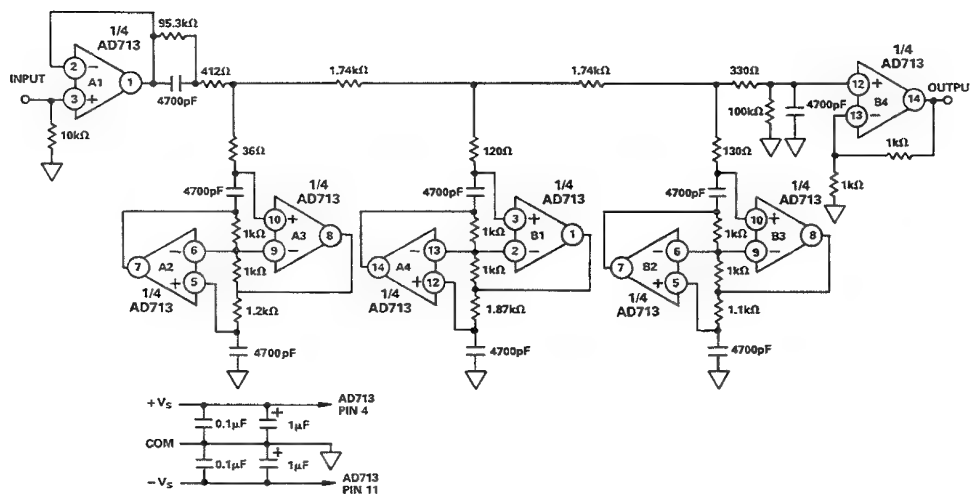 INPUT
10kΩ
2
3
−
+
A1
1
1/4
AD713
95.3kΩ
4700pF
412Ω
1.74kΩ
1.74kΩ
330Ω
100kΩ
4700pF
1/4
AD713
12
13
+
−
B4
14
OUTPUT
1kΩ
1kΩ
36Ω
4700pF
1/4
AD713
10
9
+
−
A3
8
1kΩ
1kΩ
7
A2
−
+
6
5
1/4
AD713
1.2kΩ
4700pF
120Ω
4700pF
1/4
AD713
3
2
+
−
B1
1
1kΩ
1kΩ
14
A4
−
+
13
12
1/4
AD713
1.87kΩ
4700pF
130Ω
4700pF
1/4
AD713
10
9
+
−
B3
8
1kΩ
1kΩ
7
B2
−
+
6
5
1/4
AD713
1.1kΩ
4700pF
+VS
0.1μF
+
1μF
AD713
PIN 4
COM
0.1μF
+
1μF
−VS
AD713
PIN 11